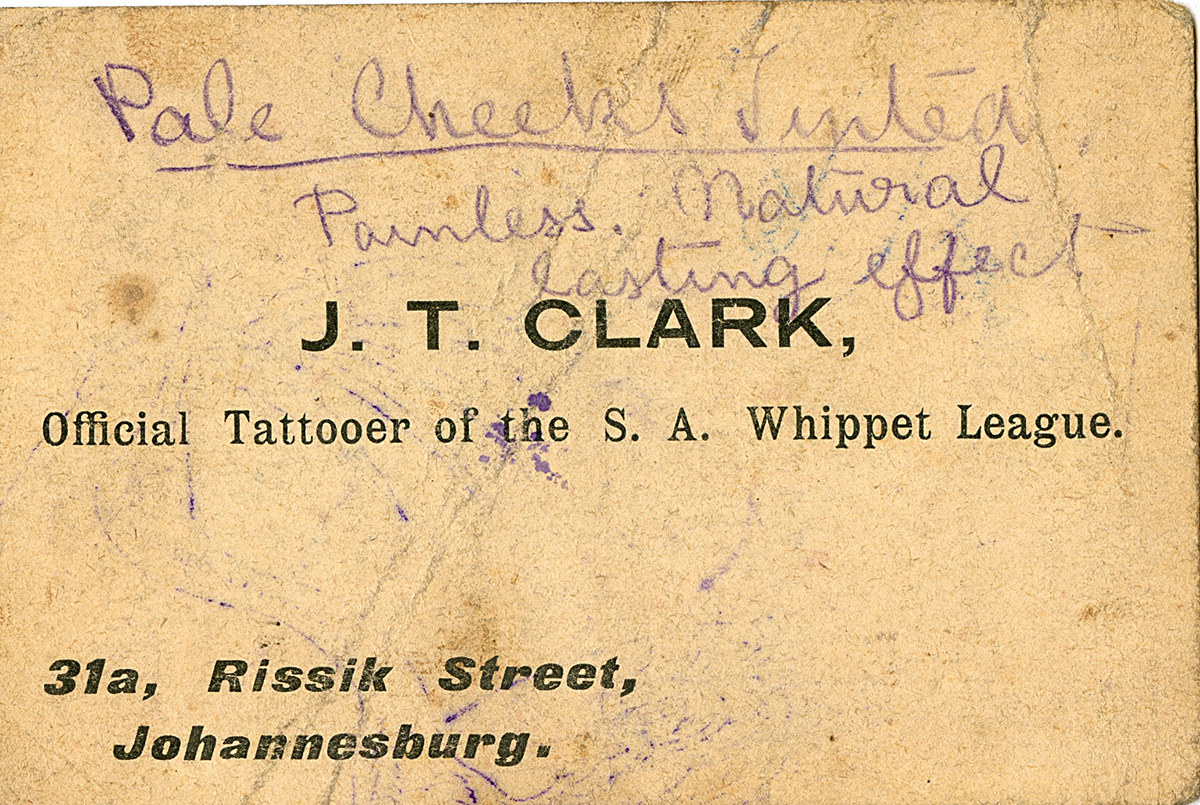 Pale Cheeks Tinted.
Painless. Natural
lasting effect
J. T. CLARK,
Official Tattooer of the S. A. Whippet League.
31a, Rissik Street,
Johannesburg.